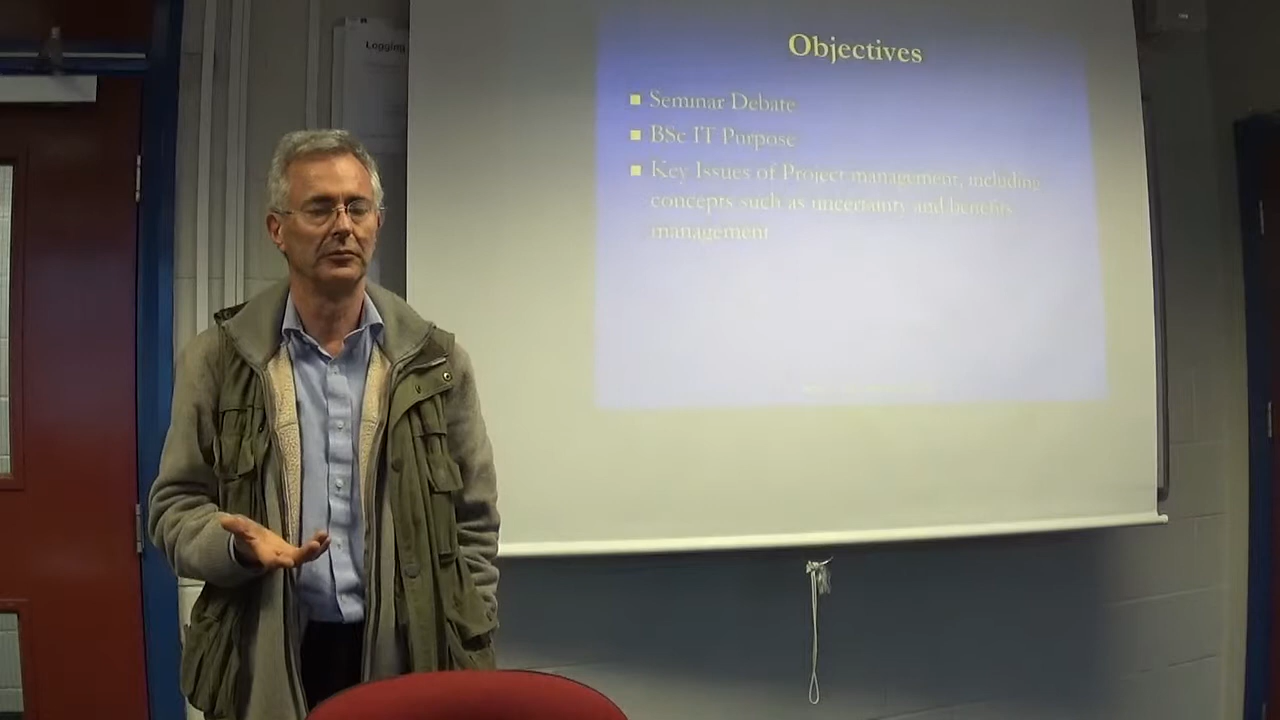 Logging
Objectives
Seminar Debate
BSc IT Purpose
Key Issues of Project management, including
concepts such as uncertainty and benefits
management